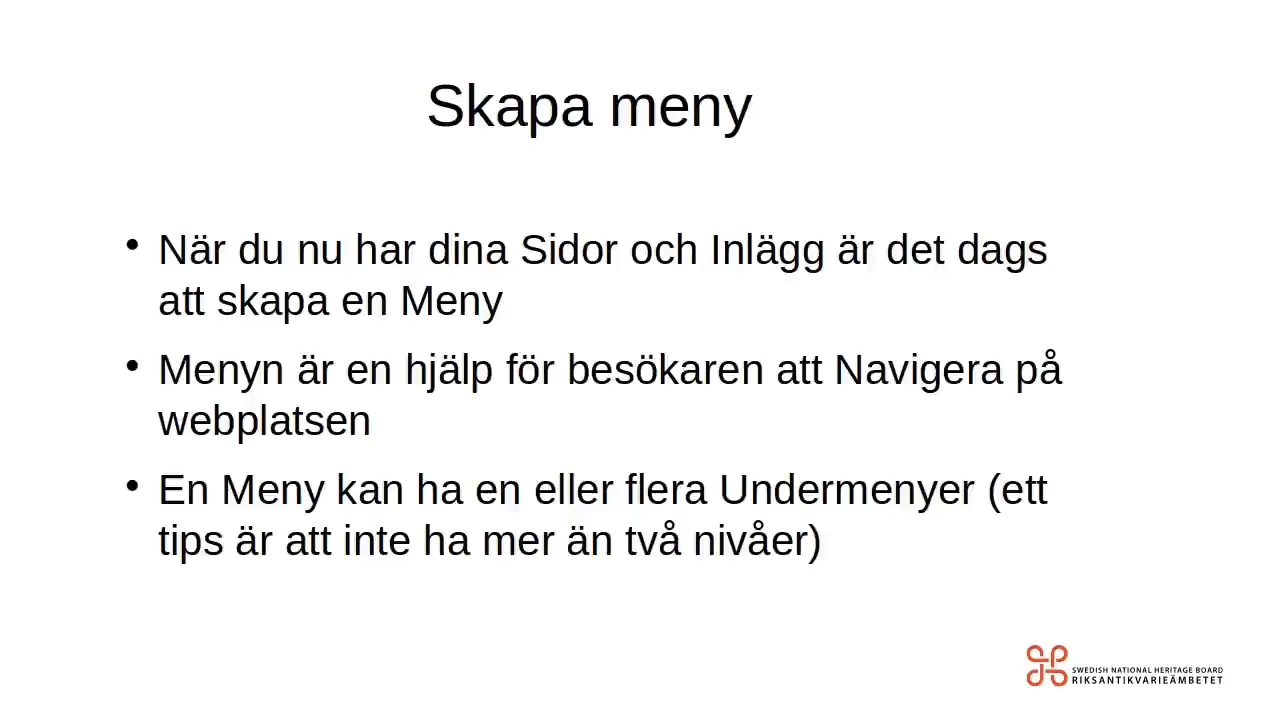 Skapa meny
• När du nu har dina Sidor och Inlägg är det dags
att skapa en Meny
• Menyn är en hjälp för besökaren att Navigera på
webplatsen
• En Meny kan ha en eller flera Undermenyer (ett
tips är att inte ha mer än två nivåer)
SWEDISH NATIONAL HERITAGE BOARD
RIKSANTIKVARIEÄMBETET